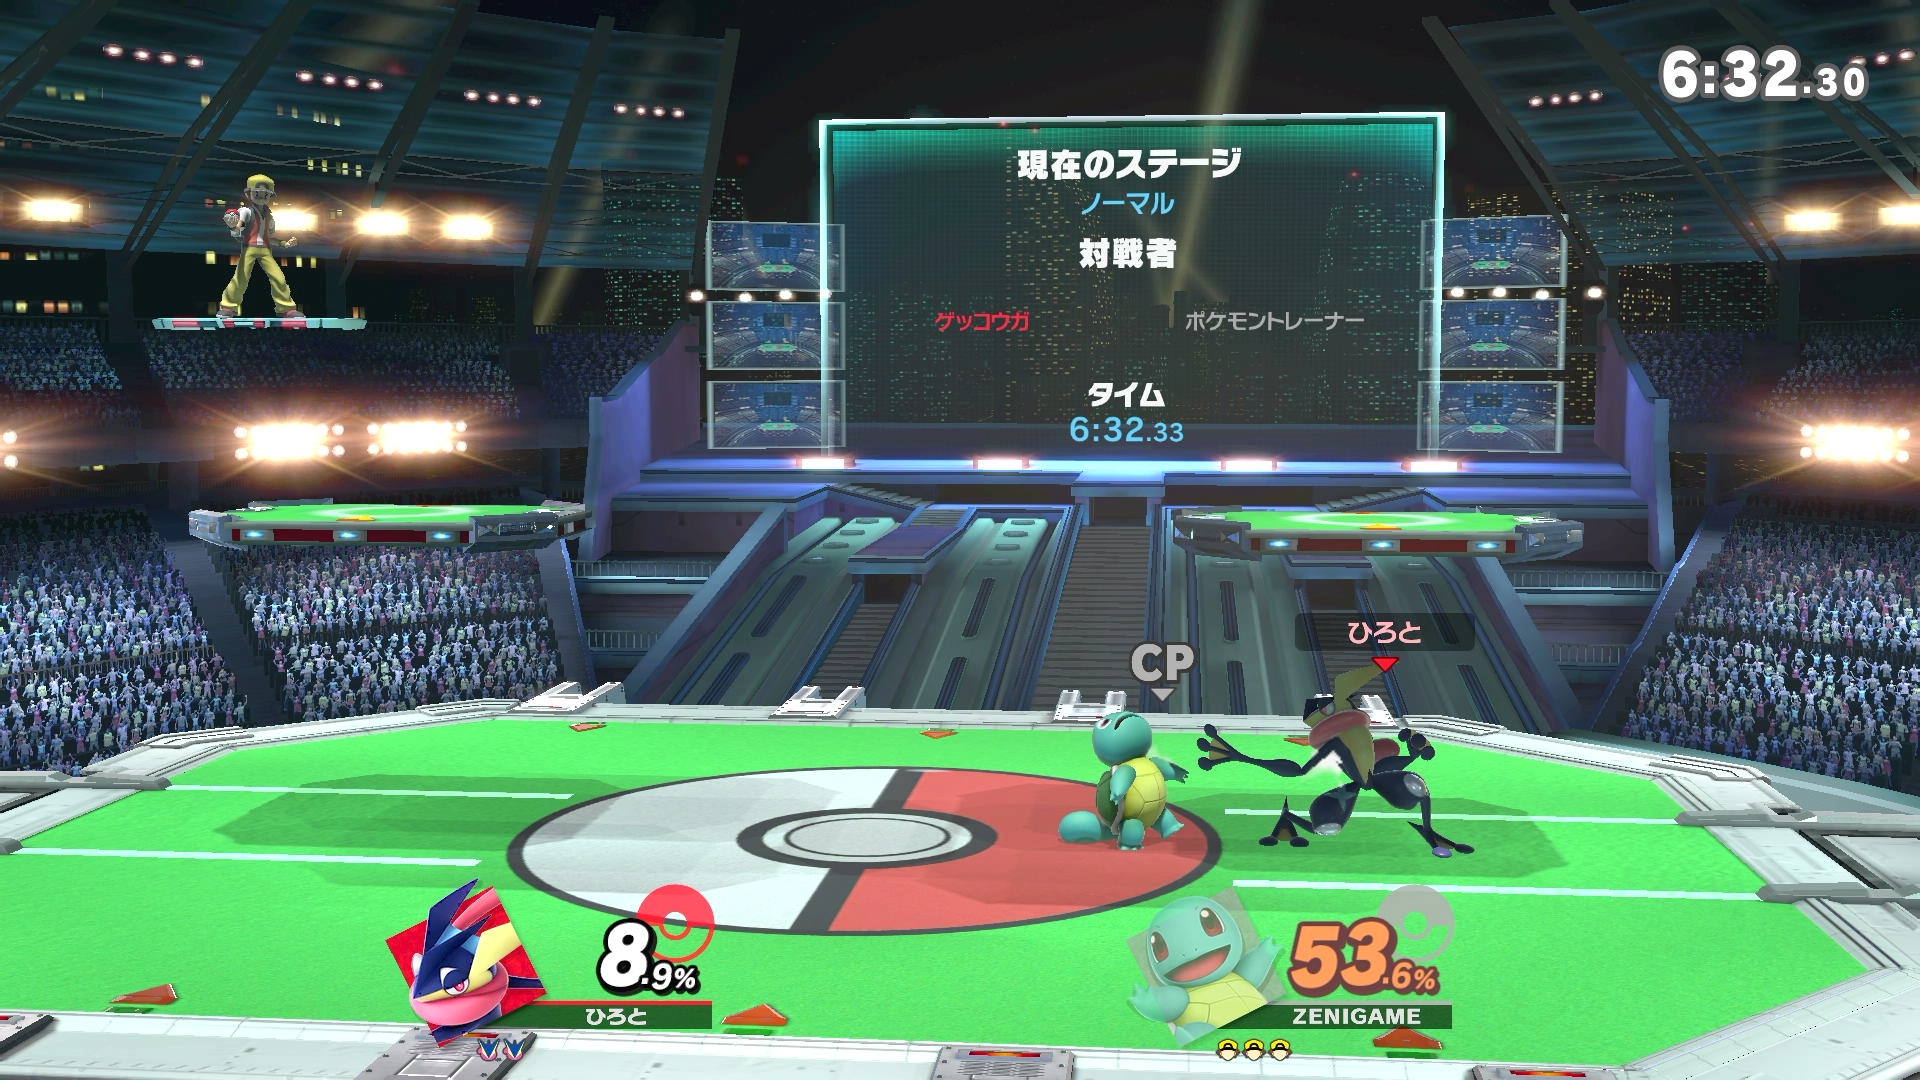 6:32.30
現在のステージ
ノーマル
対戦者
ゲッコウガ
ポケモントレーナー
タイム
6:32.33
ひろと
CP
8.9%
ひろと
53.6%
ZENIGAME